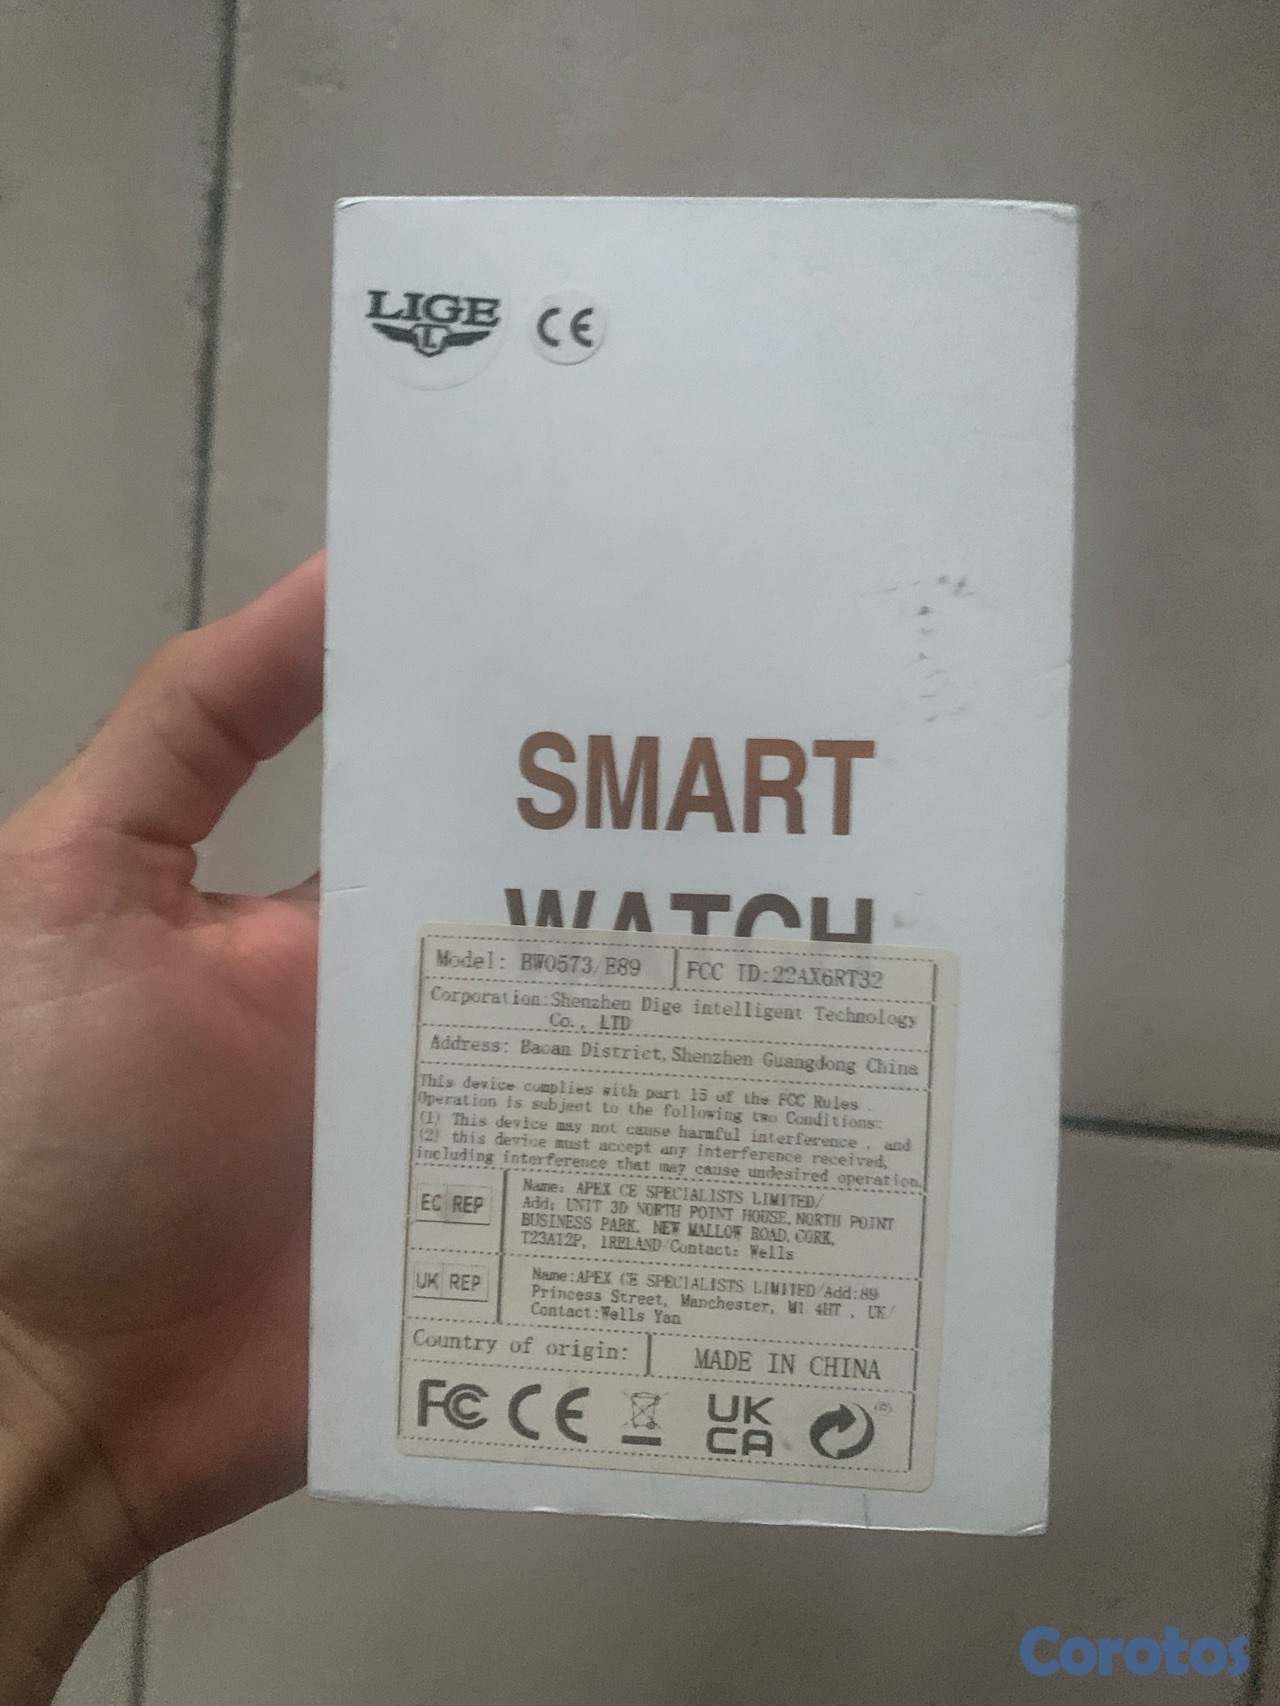 LIGE
L
CE
SMART
WATCH
Model: BW0573/E89
FCC ID:22AX6RT32
Corporation:Shenzhen Dige intelligent Technology
Co., LTD
Address: Baoan District, Shenzhen Guangdong China
This device complies with part 15 of the FCC Rules .
Operation is subject to the following two Conditions:
(1) This device may not cause harmful interference , and
(2) this device must accept any interference received,
including interference that may cause undesired operation.
EC REP
Name: APEX CE SPECIALISTS LIMITED/
Add: UNIT 3D NORTH POINT HOUSE, NORTH POINT
BUSINESS PARK, NEW MALLOW ROAD, CORK,
T23A12P, IRELAND/Contact: Wells
UK REP
Name:APEX CE SPECIALISTS LIMITED/Add:89
Princess Street, Manchester, M1 4HT , UK/
Contact:Wells Yan
Country of origin:
MADE IN CHINA
FC CE UK
CA
Corotos